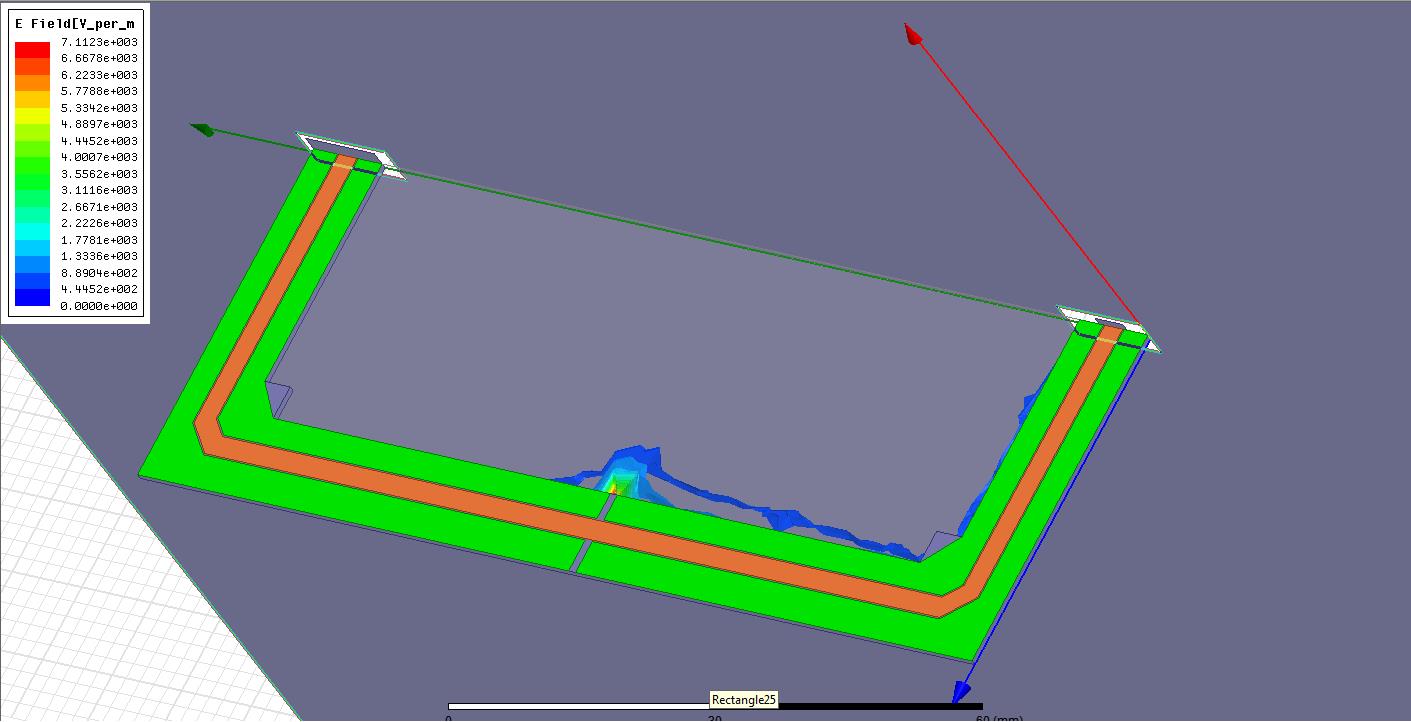 E Field[V_per_m
7.1123e+003
6.6678e+003
6.2233e+003
5.7788e+003
5.3342e+003
4.8897e+003
4.4452e+003
4.0007e+003
3.5562e+003
3.1116e+003
2.6671e+003
2.2226e+003
1.7781e+003
1.3336e+003
8.8904e+002
4.4452e+002
0.0000e+000
Rectangle25
0 30 60 (mm)